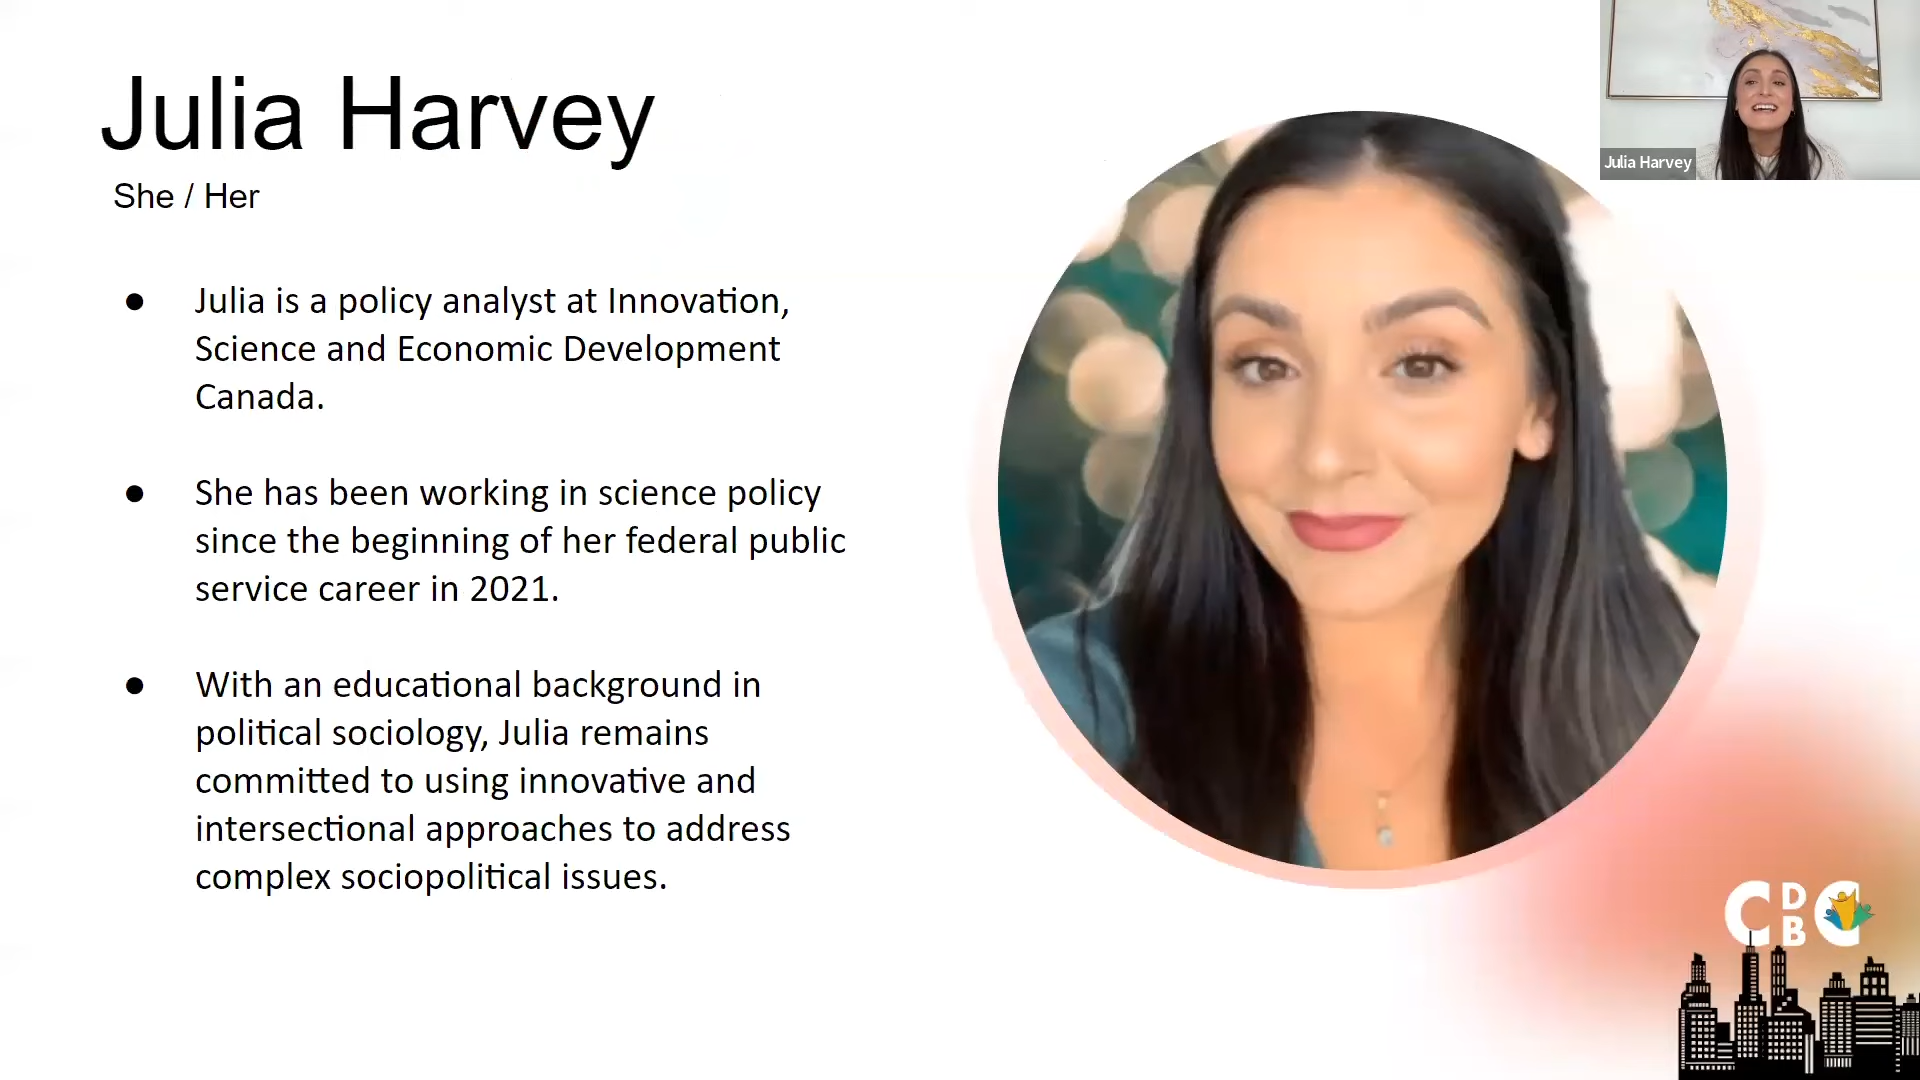 Julia Harvey
She / Her
● Julia is a policy analyst at Innovation,
Science and Economic Development
Canada.
● She has been working in science policy
since the beginning of her federal public
service career in 2021.
● With an educational background in
political sociology, Julia remains
committed to using innovative and
intersectional approaches to address
complex sociopolitical issues.
Julia Harvey
CDBC